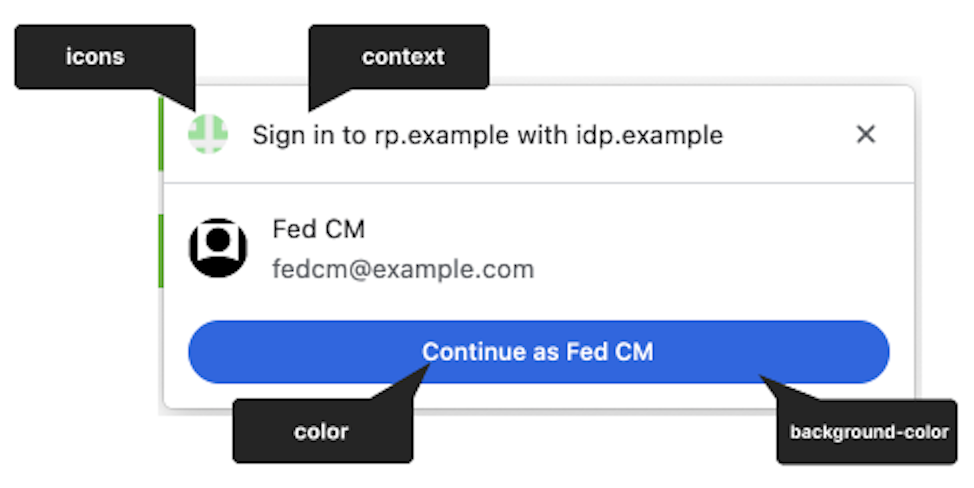 icons
context
Sign in to rp.example with idp.example
Fed CM
fedcm@example.com
Continue as Fed CM
color
background-color